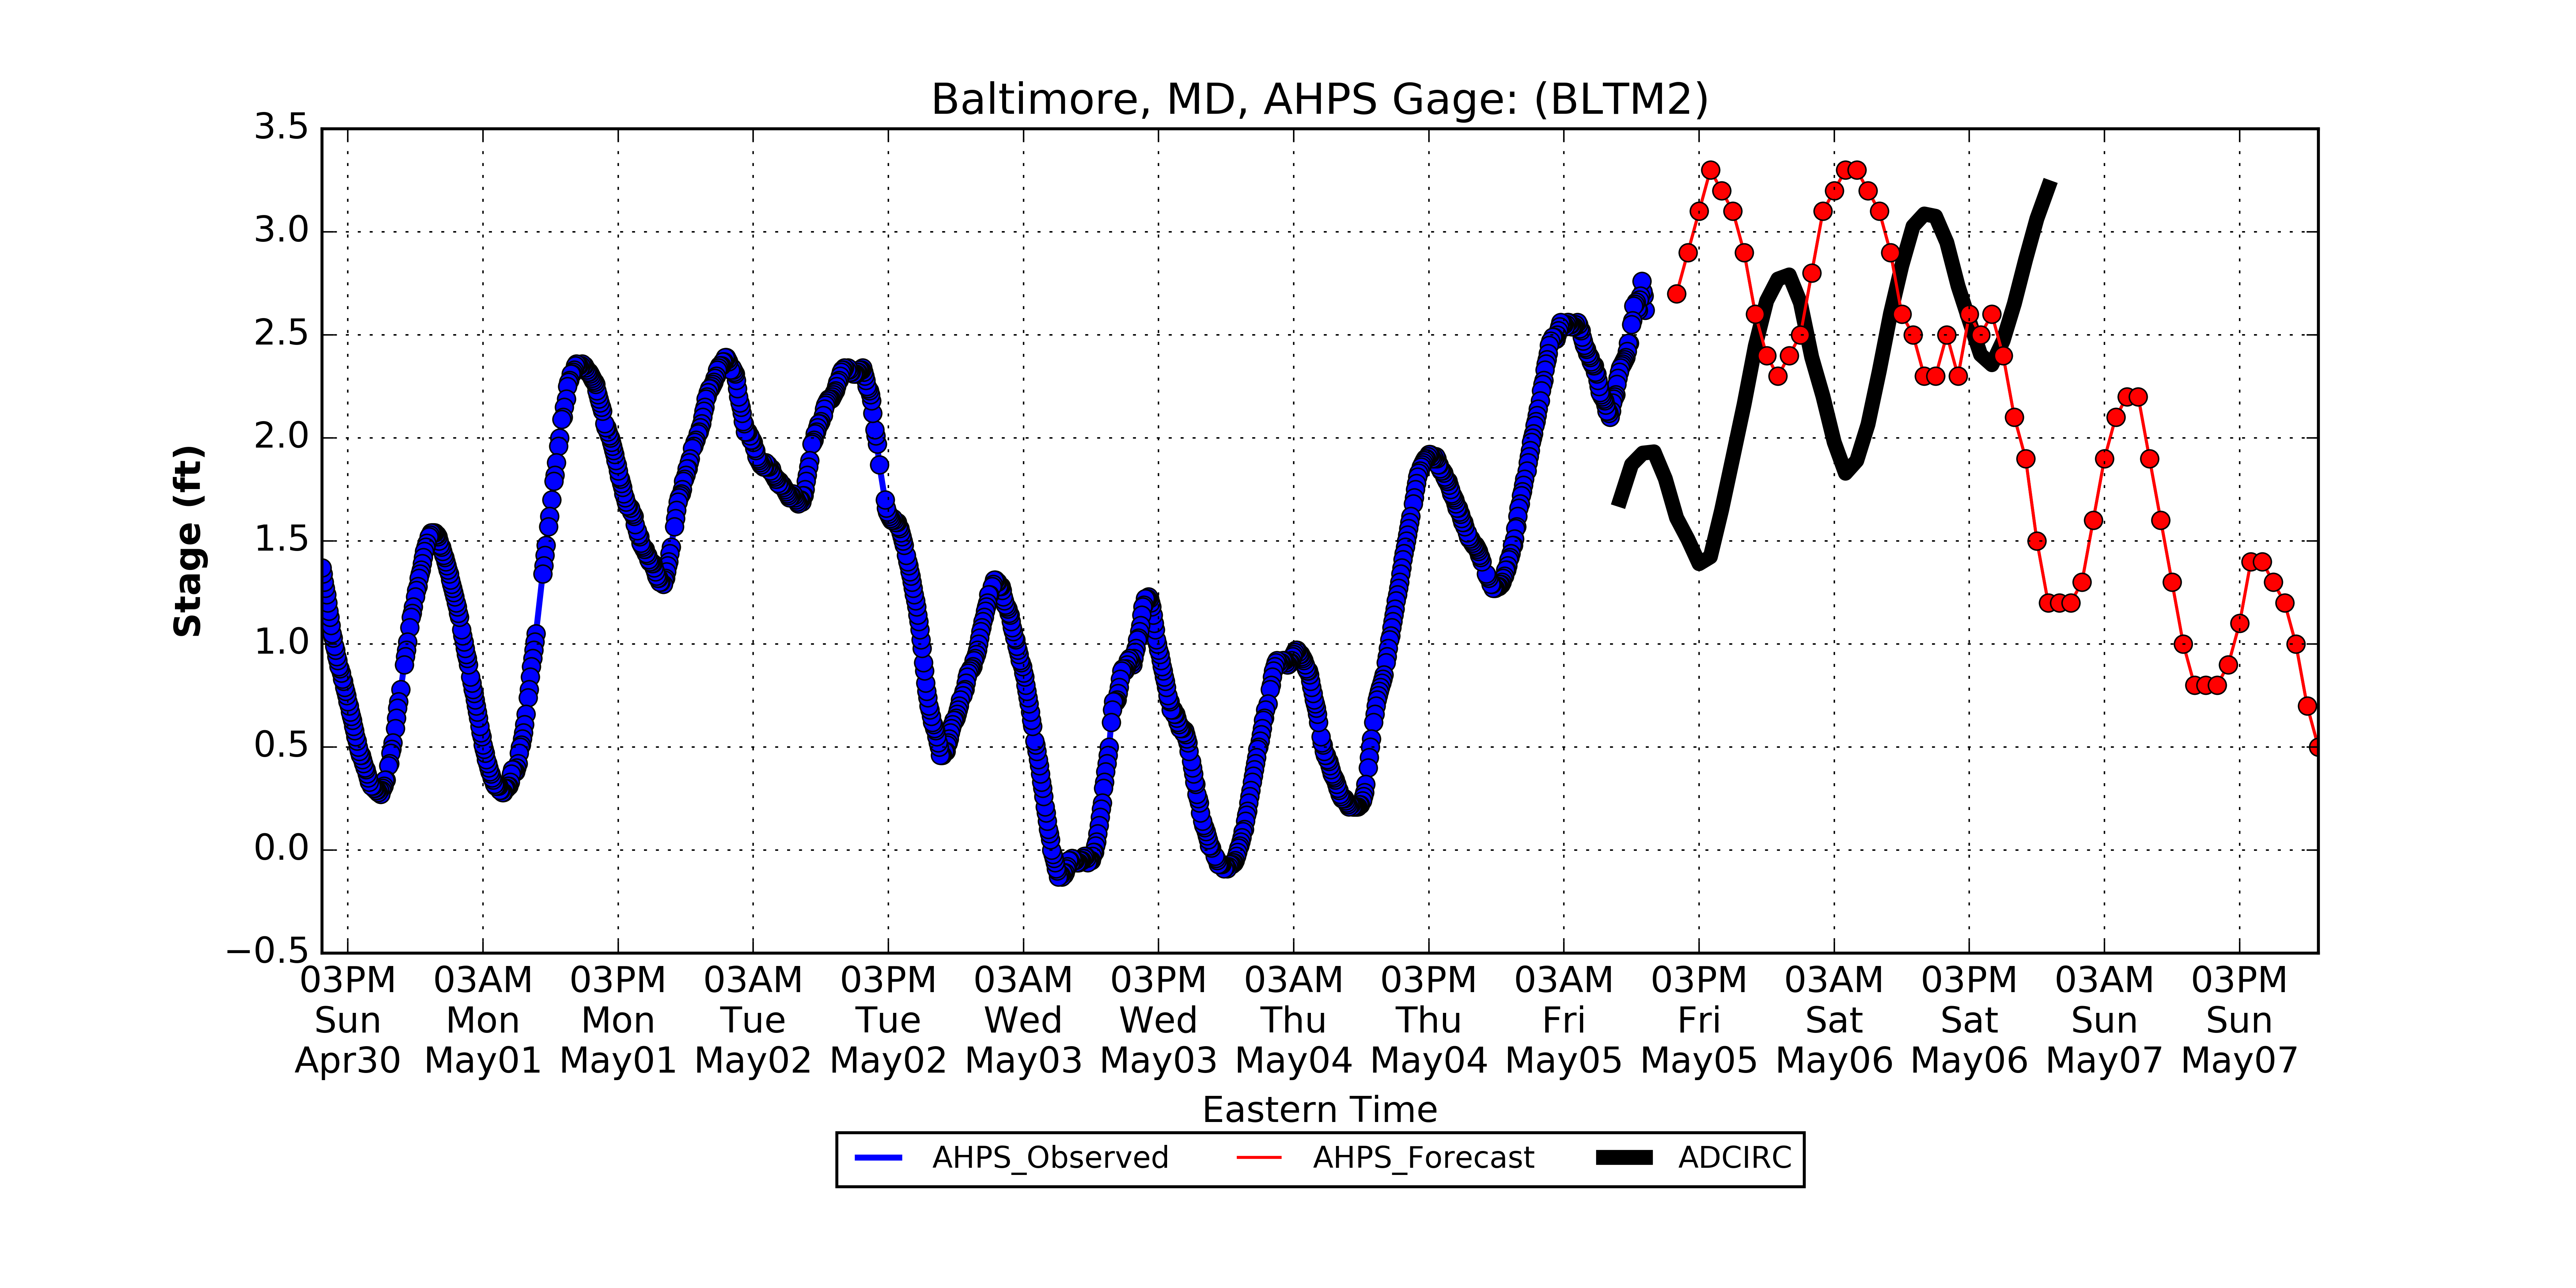 Baltimore, MD, AHPS Gage: (BLTM2)
Stage (ft)
3.5
3.0
2.5
2.0
1.5
1.0
0.5
0.0
−0.5
03PM 03AM 03PM 03AM 03PM 03AM 03PM 03AM 03PM 03AM 03PM 03AM 03PM 03AM 03PM
Sun Mon Mon Tue Tue Wed Wed Thu Thu Fri Fri Sat Sat Sun Sun
Apr30 May01 May01 May02 May02 May03 May03 May04 May04 May05 May05 May06 May06 May07 May07
Eastern Time
AHPS_Observed AHPS_Forecast ADCIRC